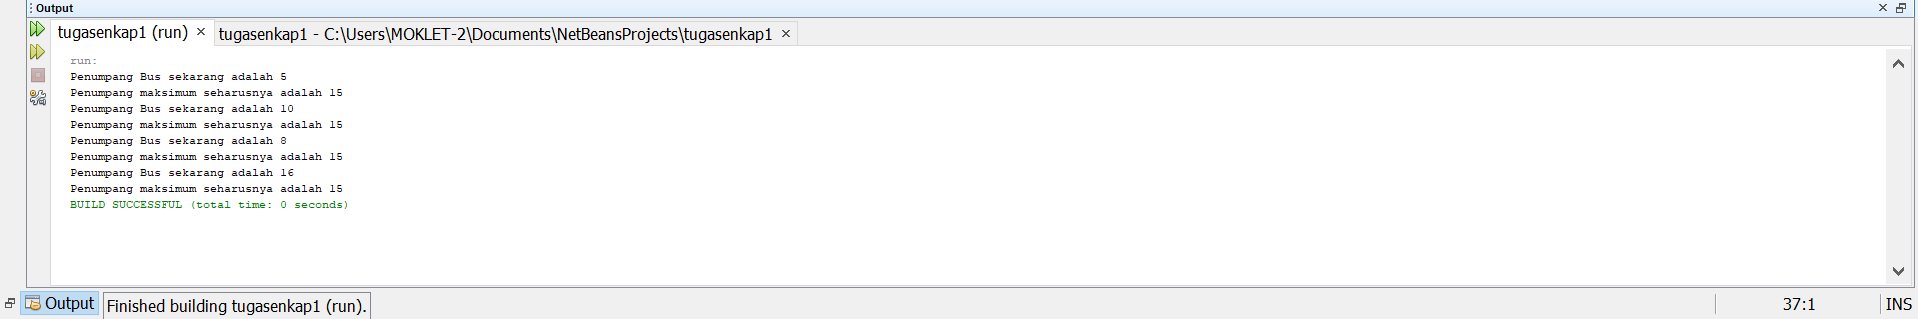 Output
tugasenkap1 (run) × tugasenkap1 - C:\Users\MOKLET-2\Documents\NetBeansProjects\tugasenkap1 ×
run:
Penumpang Bus sekarang adalah 5
Penumpang maksimum seharusnya adalah 15
Penumpang Bus sekarang adalah 10
Penumpang maksimum seharusnya adalah 15
Penumpang Bus sekarang adalah 8
Penumpang maksimum seharusnya adalah 15
Penumpang Bus sekarang adalah 16
Penumpang maksimum seharusnya adalah 15
BUILD SUCCESSFUL (total time: 0 seconds)
Output Finished building tugasenkap1 (run). 37:1 INS